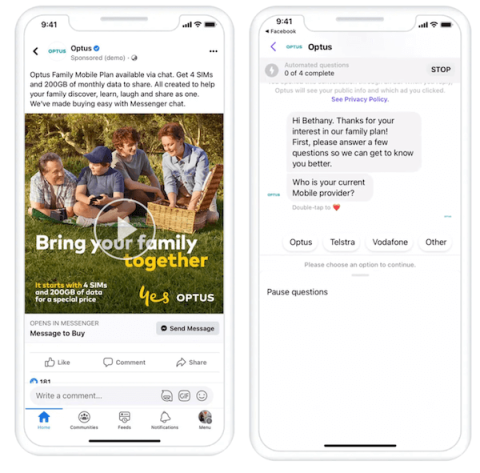 9:41
OPTUS
Optus
Sponsored (demo) ·
Optus Family Mobile Plan available via chat. Get 4 SIMs
and 200GB of monthly data to share. All created to help
your family discover, learn, laugh and share as one.
We've made buying easy with Messenger chat.
Bring your family
together
It starts with 4 SIMs
and 200GB of data
for a special price
yes OPTUS
OPENS IN MESSENGER
Message to Buy
Send Message
Like
Comment
Share
181
Write a comment...
GIF
Home
Communities
Feeds
Notifications
Menu
9:41
Facebook
OPTUS
Optus
Automated questions
0 of 4 complete
STOP
Optus will see your public info and which ad you clicked.
See Privacy Policy.
Hi Bethany. Thanks for your
interest in our family plan!
First, please answer a few
questions so we can get to know
you better.
Who is your current
Mobile provider?
OPTUS
Double-tap to ❤️
Optus
Telstra
Vodafone
Other
Please choose an option to continue.
Pause questions